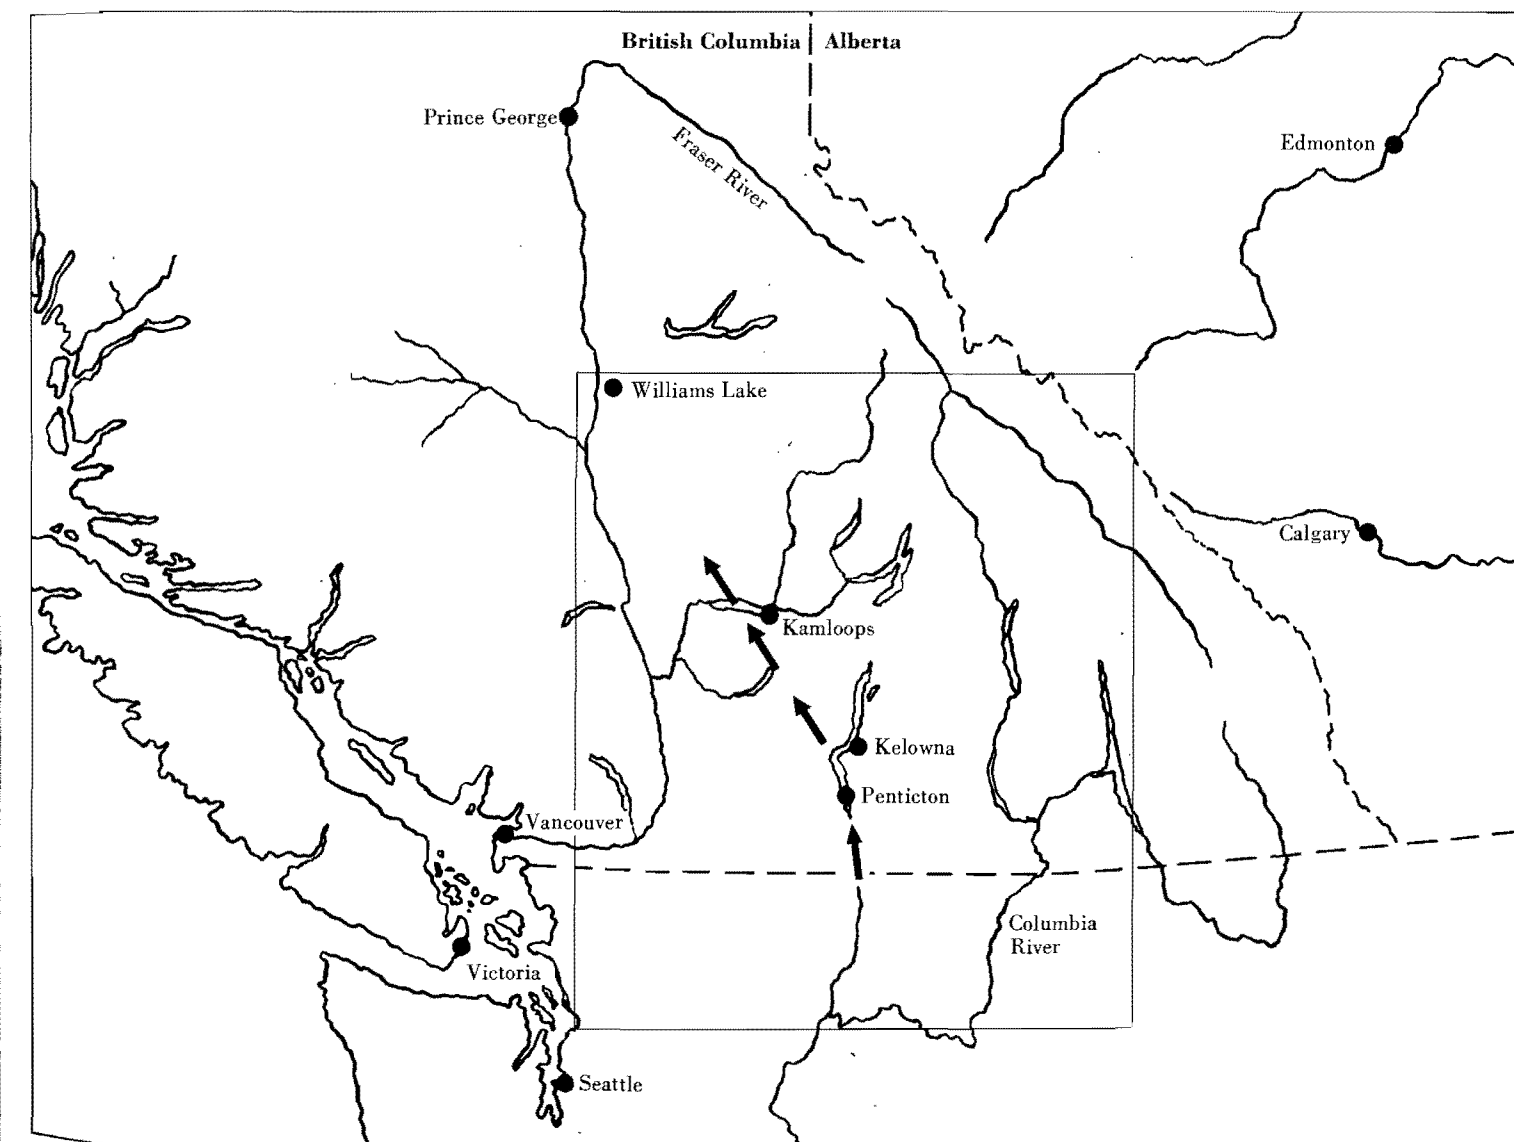 British Columbia
Alberta
Prince George
Fraser River
Edmonton
Williams Lake
Calgary
Kamloops
Kelowna
Penticton
Vancouver
Columbia
River
Victoria
Seattle